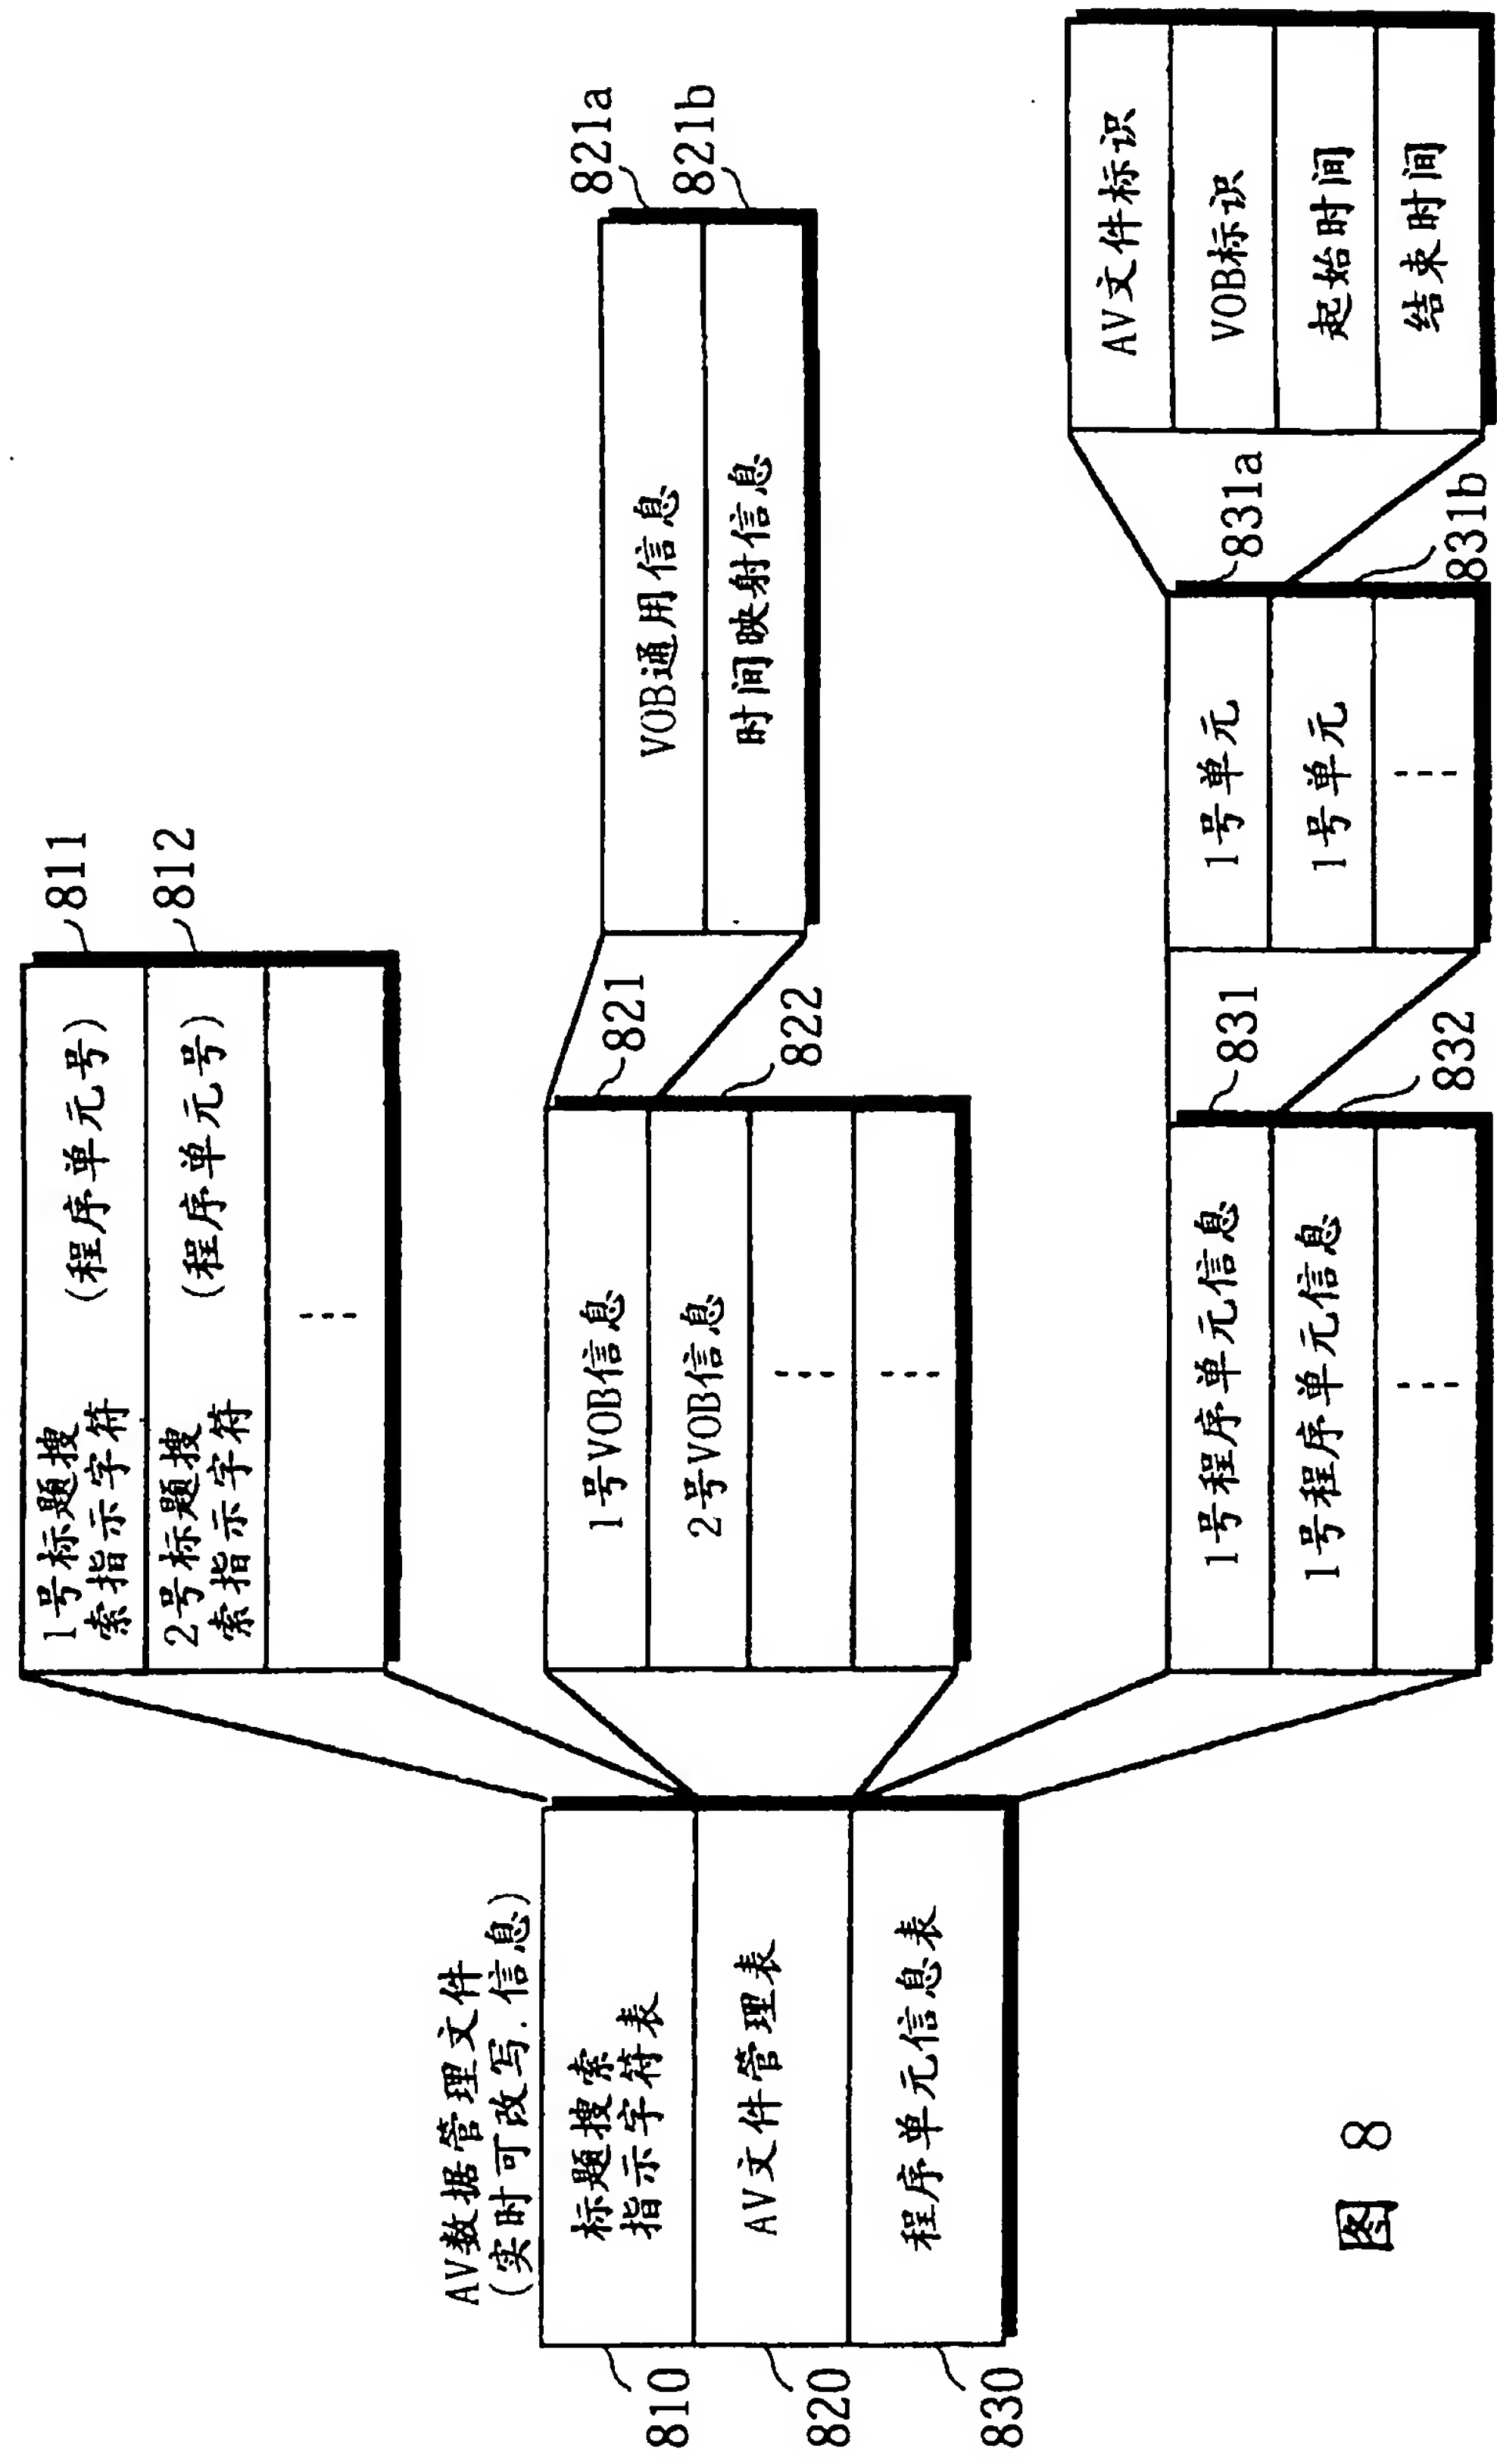 AV数据管理文件
(实时可改写.信息)
810
标题搜索
指示字符表
820
AV文件管理表
830
程序单元信息表
811
1号标题搜
索指示字符
(程序单元号)
812
2号标题搜
索指示字符
(程序单元号)
821
1号VOB信息
822
2号VOB信息
821a
VOB通用信息
821b
时间映射信息
831
1号程序单元信息
832
1号程序单元信息
831a
1号单元
831b
1号单元
AV文件标识
VOB标识
起始时间
结束时间
图 8